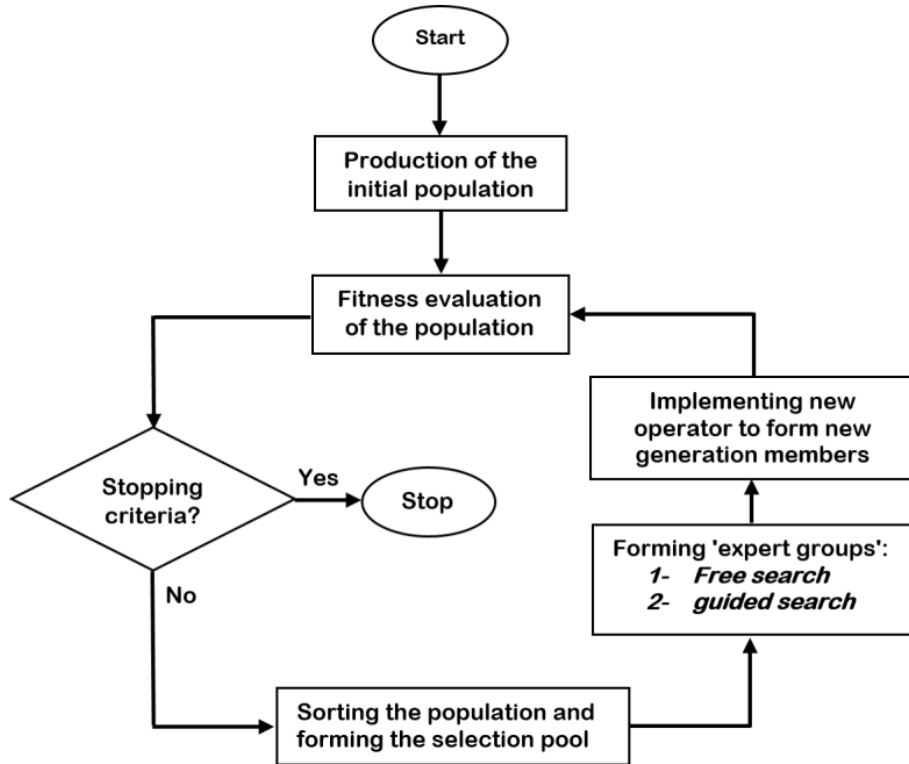 Start
Production of the
initial population
Fitness evaluation
of the population
Stopping
criteria?
Yes
Stop
No
Sorting the population and
forming the selection pool
Forming 'expert groups':
1- Free search
2- guided search
Implementing new
operator to form new
generation members